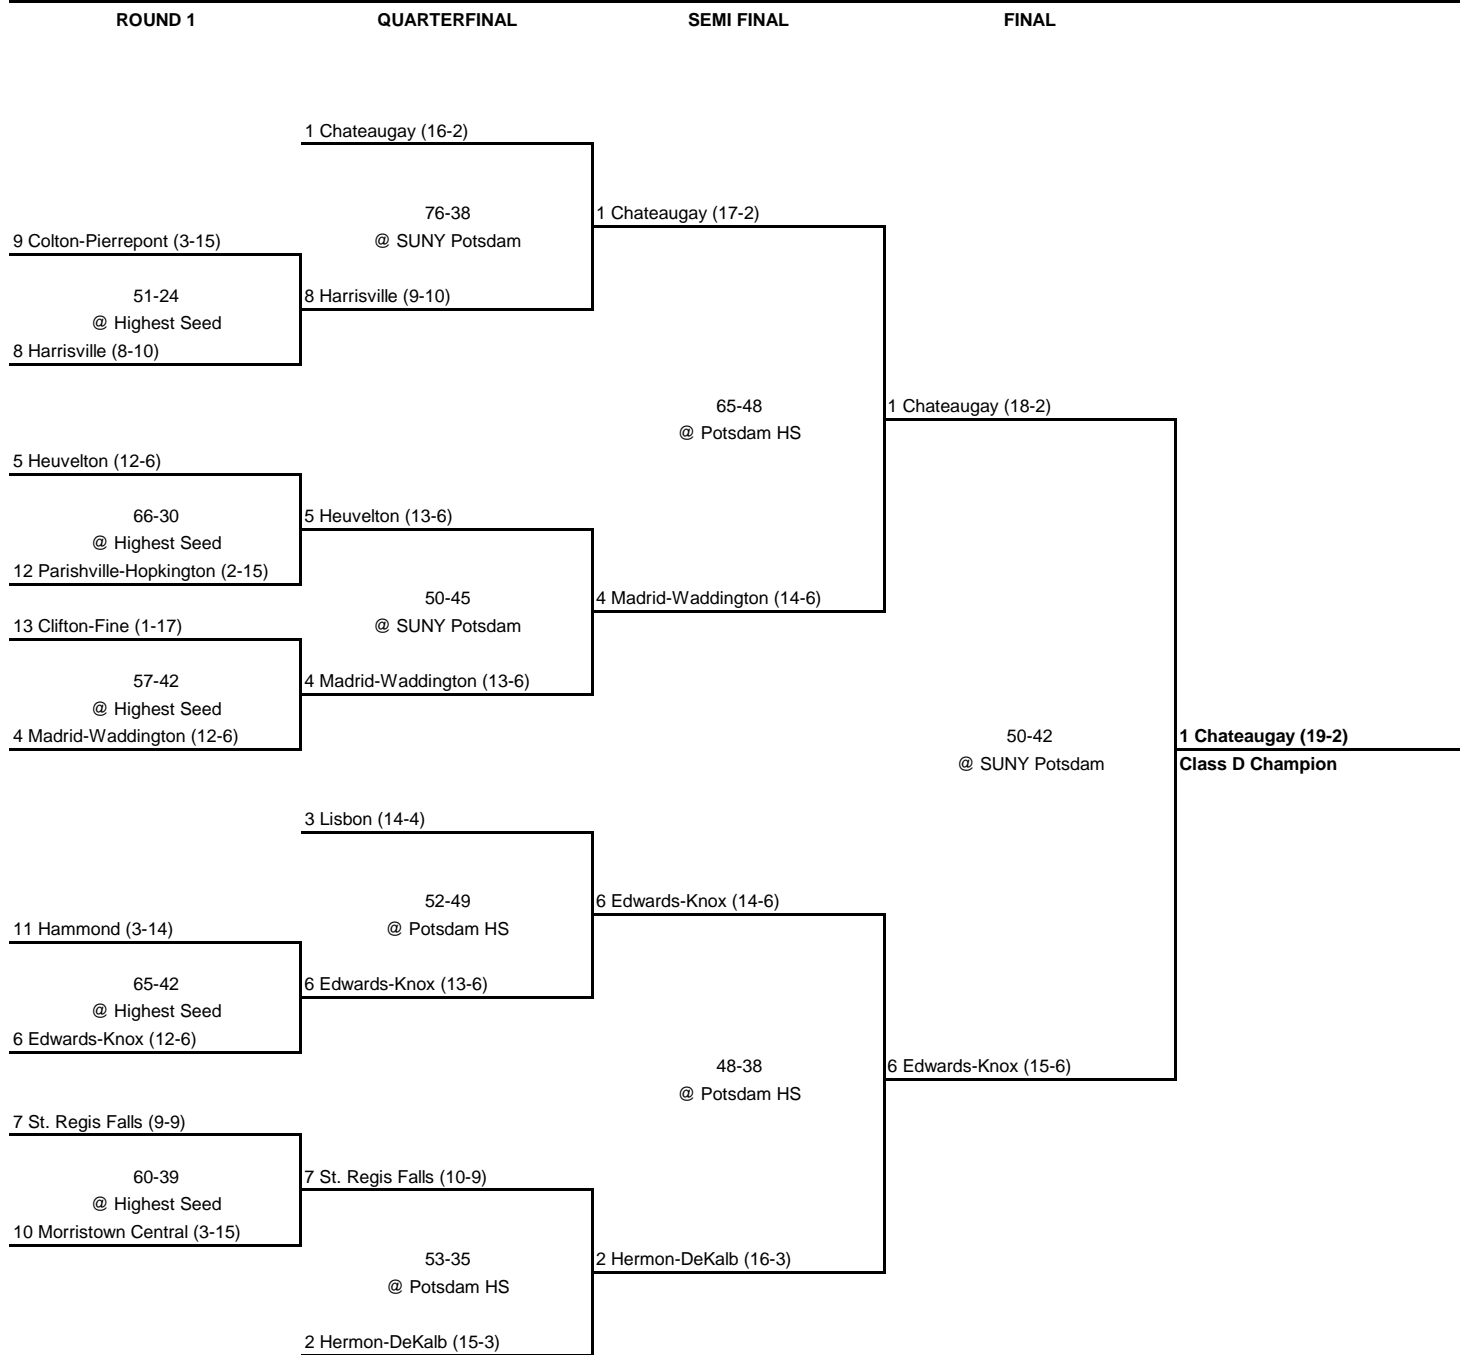 ROUND 1 QUARTERFINAL SEMI FINAL FINAL
1 Chateaugay (16-2)
76-38 1 Chateaugay (17-2)
9 Colton-Pierrepont (3-15) @ SUNY Potsdam
51-24 8 Harrisville (9-10)
@ Highest Seed
8 Harrisville (8-10)
65-48 1 Chateaugay (18-2)
@ Potsdam HS
5 Heuvelton (12-6)
66-30 5 Heuvelton (13-6)
@ Highest Seed
12 Parishville-Hopkington (2-15)
50-45 4 Madrid-Waddington (14-6)
13 Clifton-Fine (1-17) @ SUNY Potsdam
57-42 4 Madrid-Waddington (13-6)
@ Highest Seed
4 Madrid-Waddington (12-6) 50-42 1 Chateaugay (19-2)
@ SUNY Potsdam Class D Champion
3 Lisbon (14-4)
52-49 6 Edwards-Knox (14-6)
11 Hammond (3-14) @ Potsdam HS
65-42 6 Edwards-Knox (13-6)
@ Highest Seed
6 Edwards-Knox (12-6)
48-38 6 Edwards-Knox (15-6)
@ Potsdam HS
7 St. Regis Falls (9-9)
60-39 7 St. Regis Falls (10-9)
@ Highest Seed
10 Morristown Central (3-15)
53-35 2 Hermon-DeKalb (16-3)
@ Potsdam HS
2 Hermon-DeKalb (15-3)